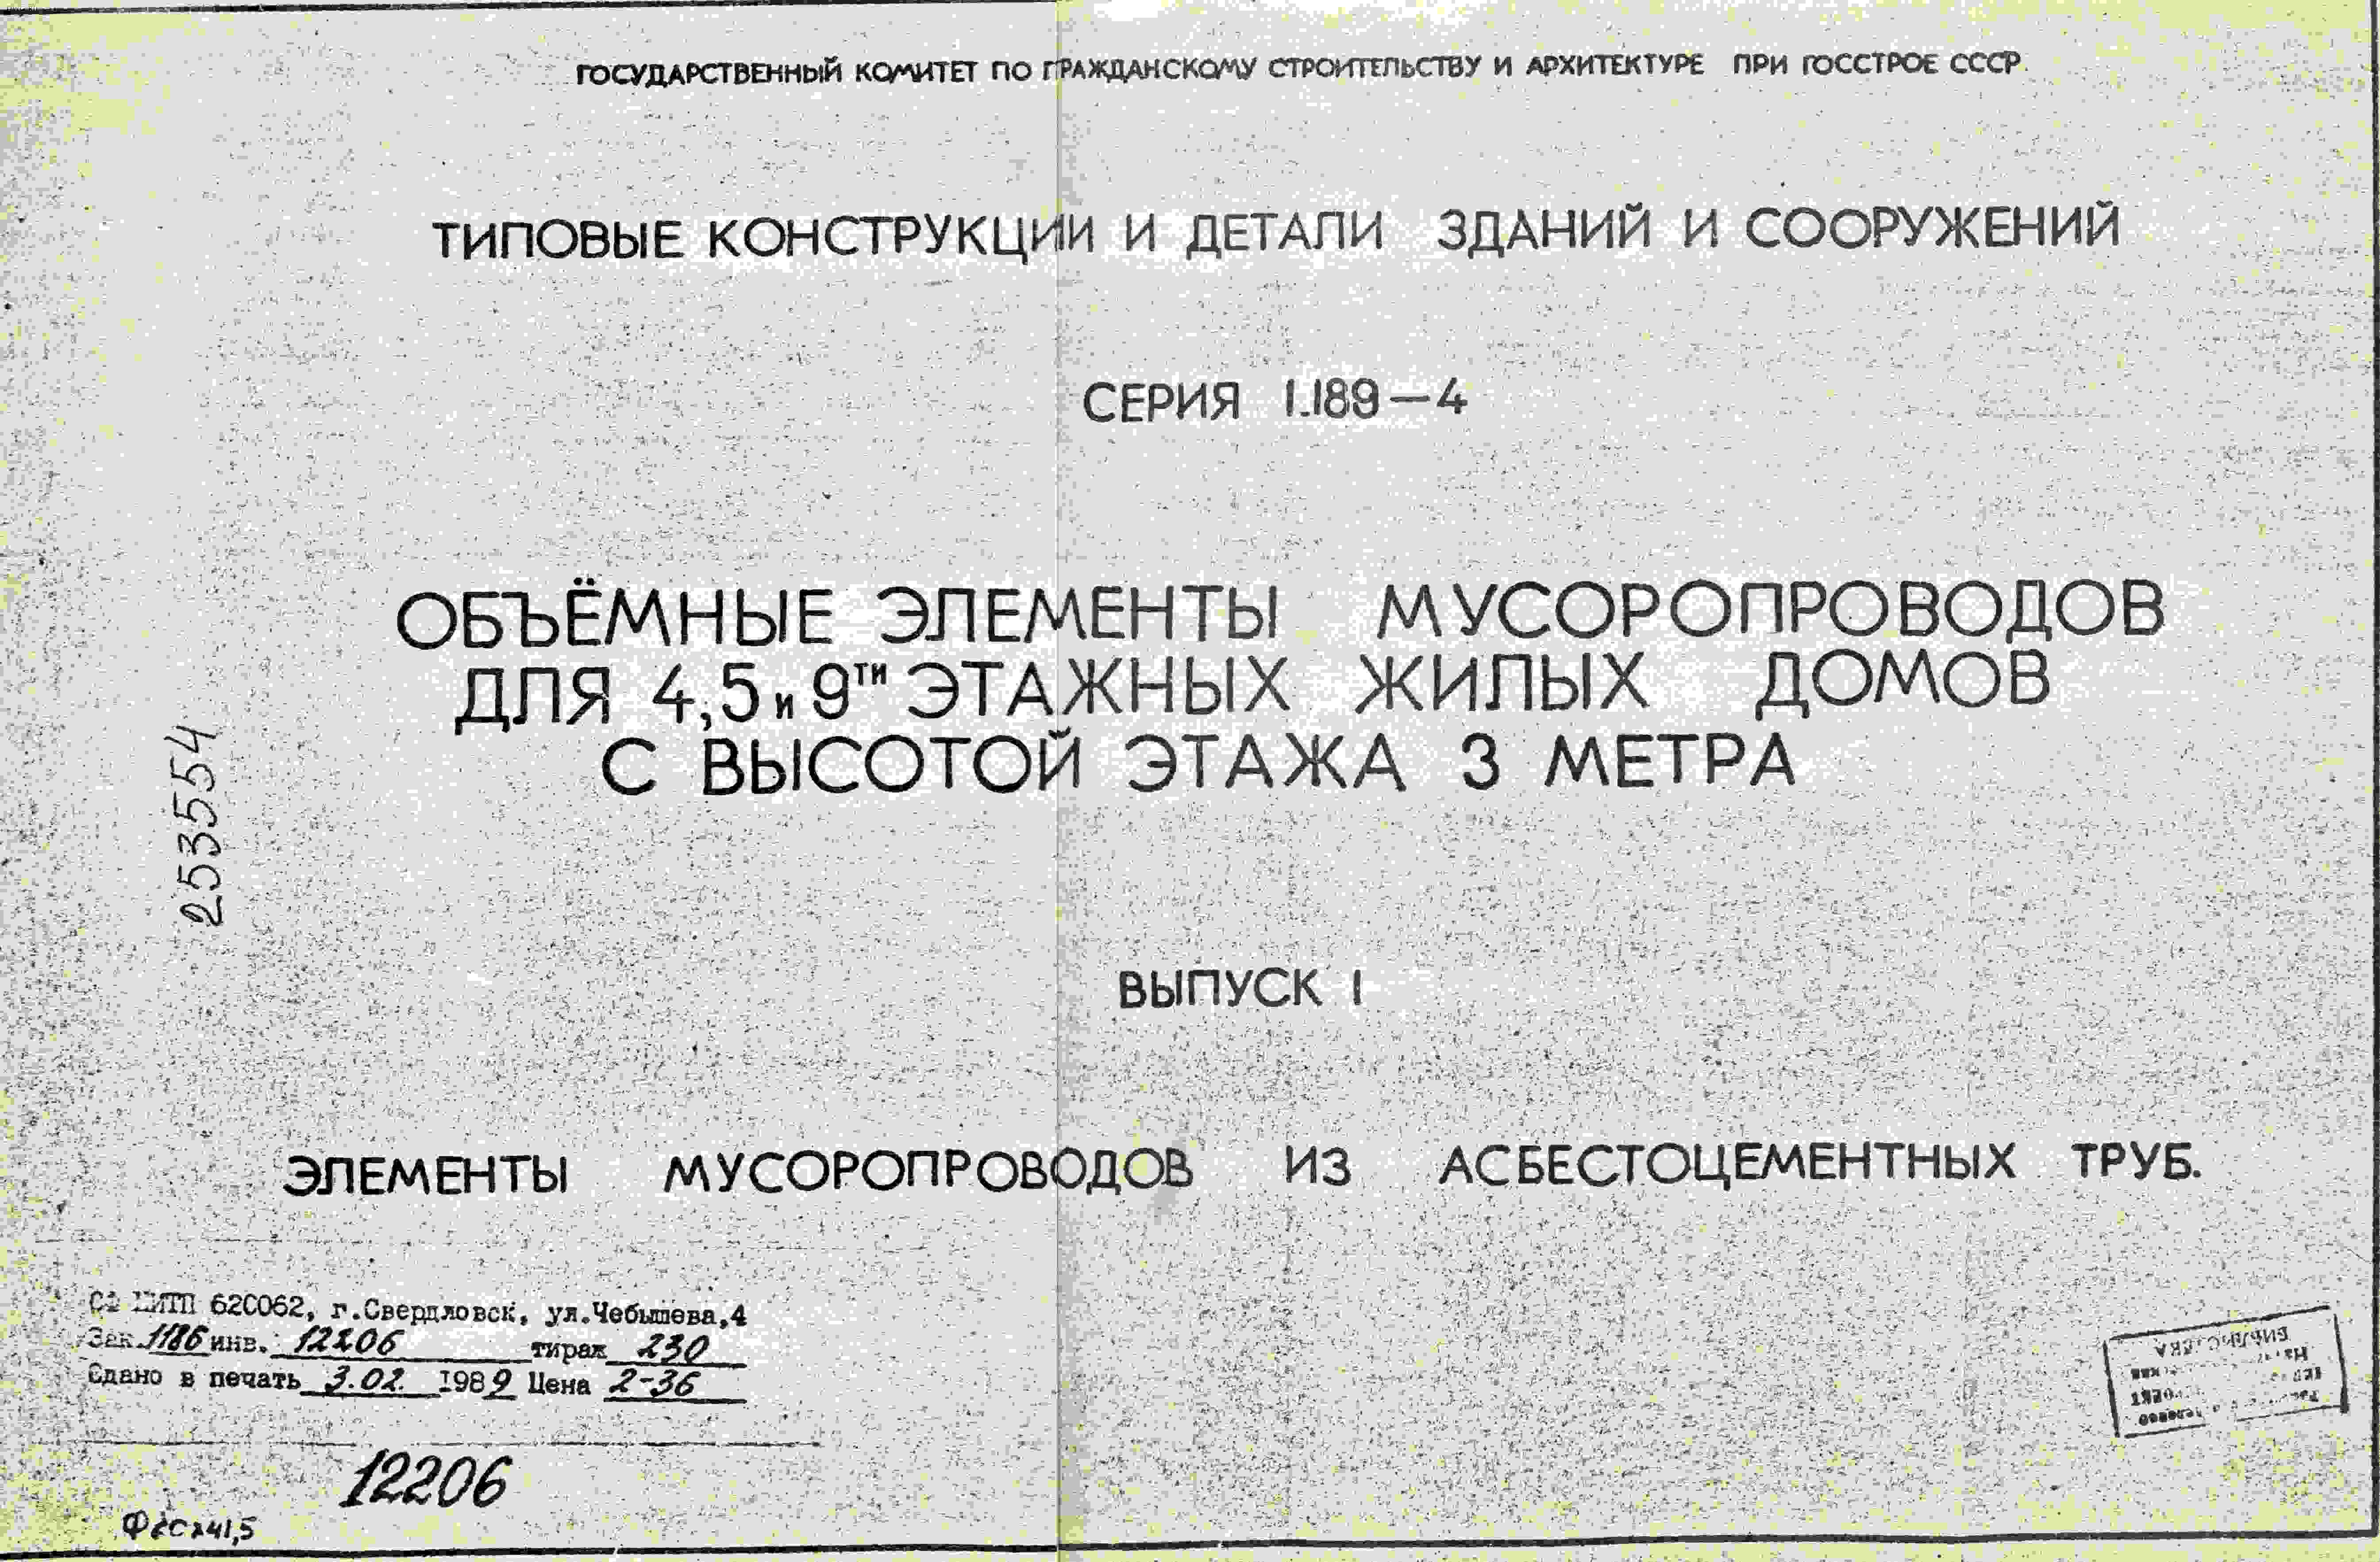 ГОСУДАРСТВЕННЫЙ КОМИТЕТ ПО ГРАЖДАНСКОМУ СТРОИТЕЛЬСТВУ И АРХИТЕКТУРЕ ПРИ ГОССТРОЕ СССР
ТИПОВЫЕ КОНСТРУКЦИИ И ДЕТАЛИ ЗДАНИЙ И СООРУЖЕНИЙ
СЕРИЯ 1.189—4
ОБЪЁМНЫЕ ЭЛЕМЕНТЫ МУСОРОПРОВОДОВ
ДЛЯ 4,5 и 9ти ЭТАЖНЫХ ЖИЛЫХ ДОМОВ
С ВЫСОТОЙ ЭТАЖА 3 МЕТРА
253554
ВЫПУСК I
ЭЛЕМЕНТЫ МУСОРОПРОВОДОВ ИЗ АСБЕСТОЦЕМЕНТНЫХ ТРУБ.
620062, г.Свердловск, ул.Чебышева,4
Зак. 1186 инв. 12206 тираж 230
Сдано в печать 3.02. 1989 Цена 2-36
БИБЛИОТЕКА
12206